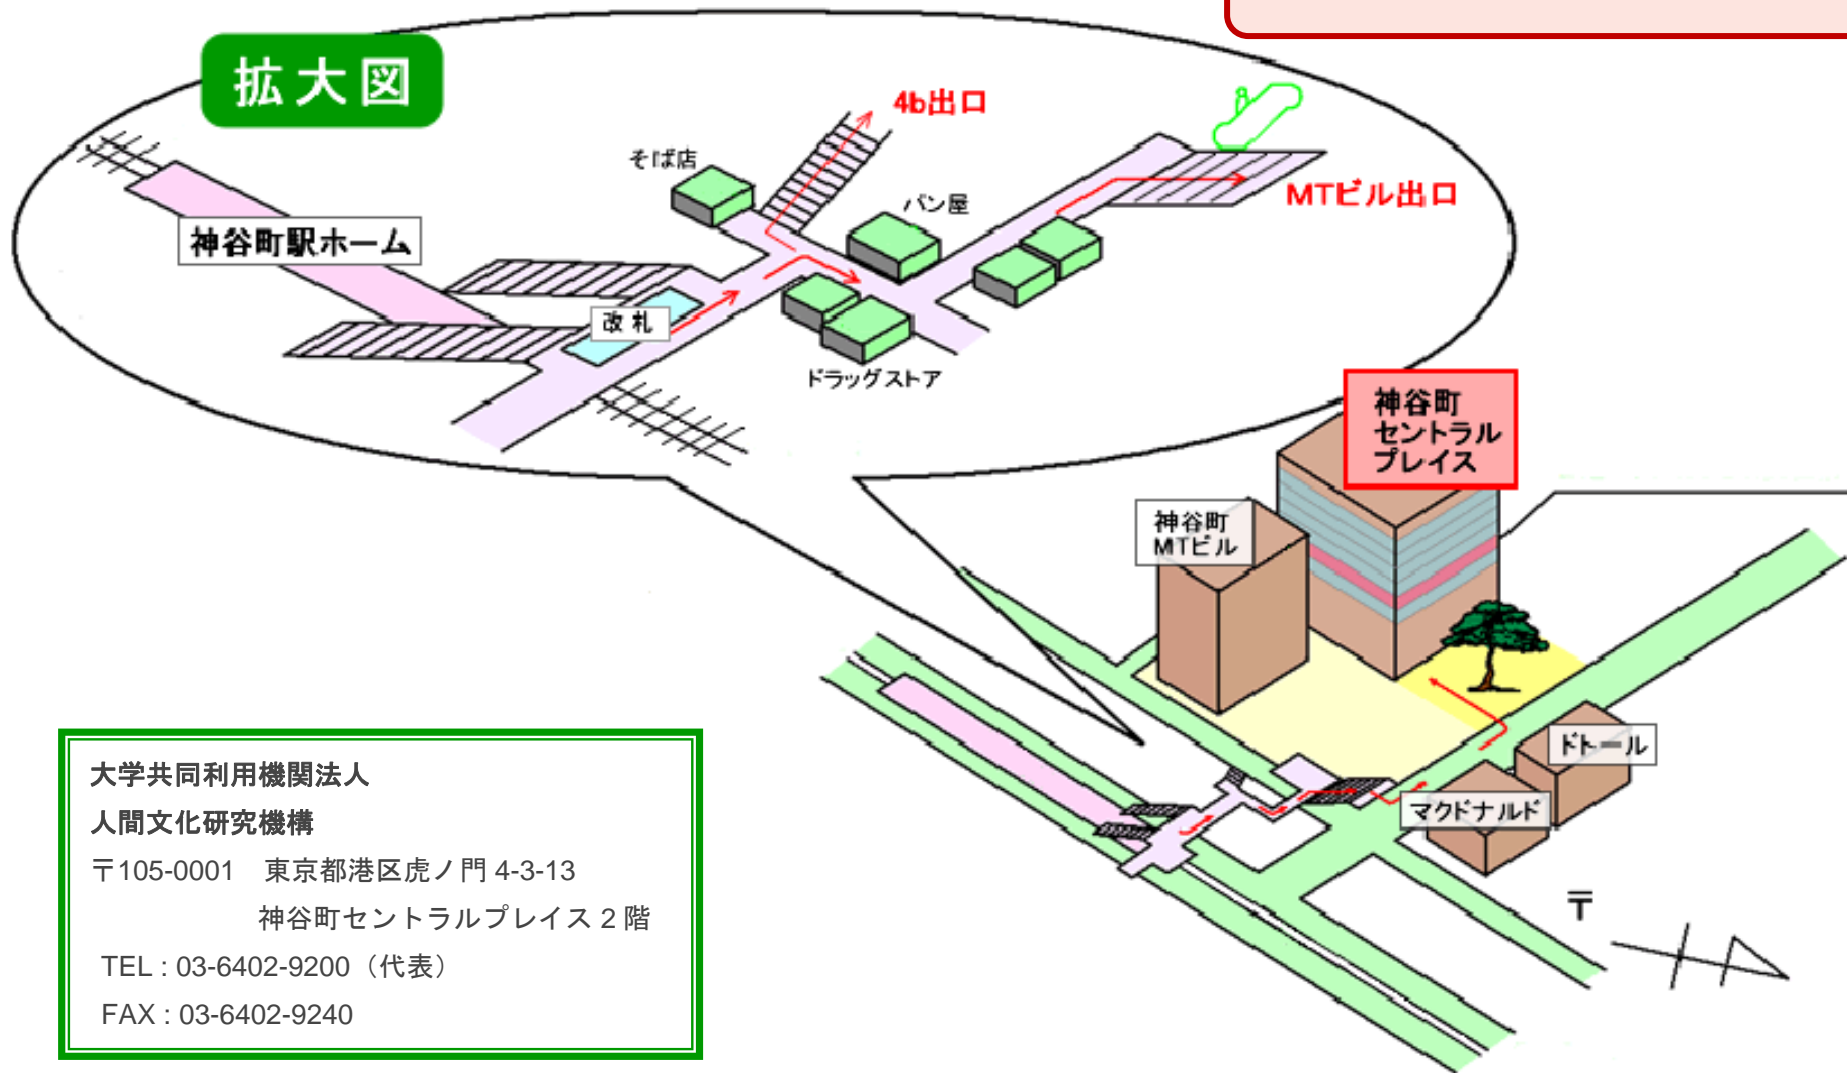 拡大図
4b出口
そば店
パン屋
MTビル出口
神谷町駅ホーム
改札
ドラッグストア
神谷町
セントラル
プレイス
神谷町
MTビル
ドトール
マクドナルド
〒
大学共同利用機関法人
人間文化研究機構
〒105-0001　東京都港区虎ノ門 4-3-13
神谷町セントラルプレイス 2 階
TEL : 03-6402-9200（代表）
FAX : 03-6402-9240